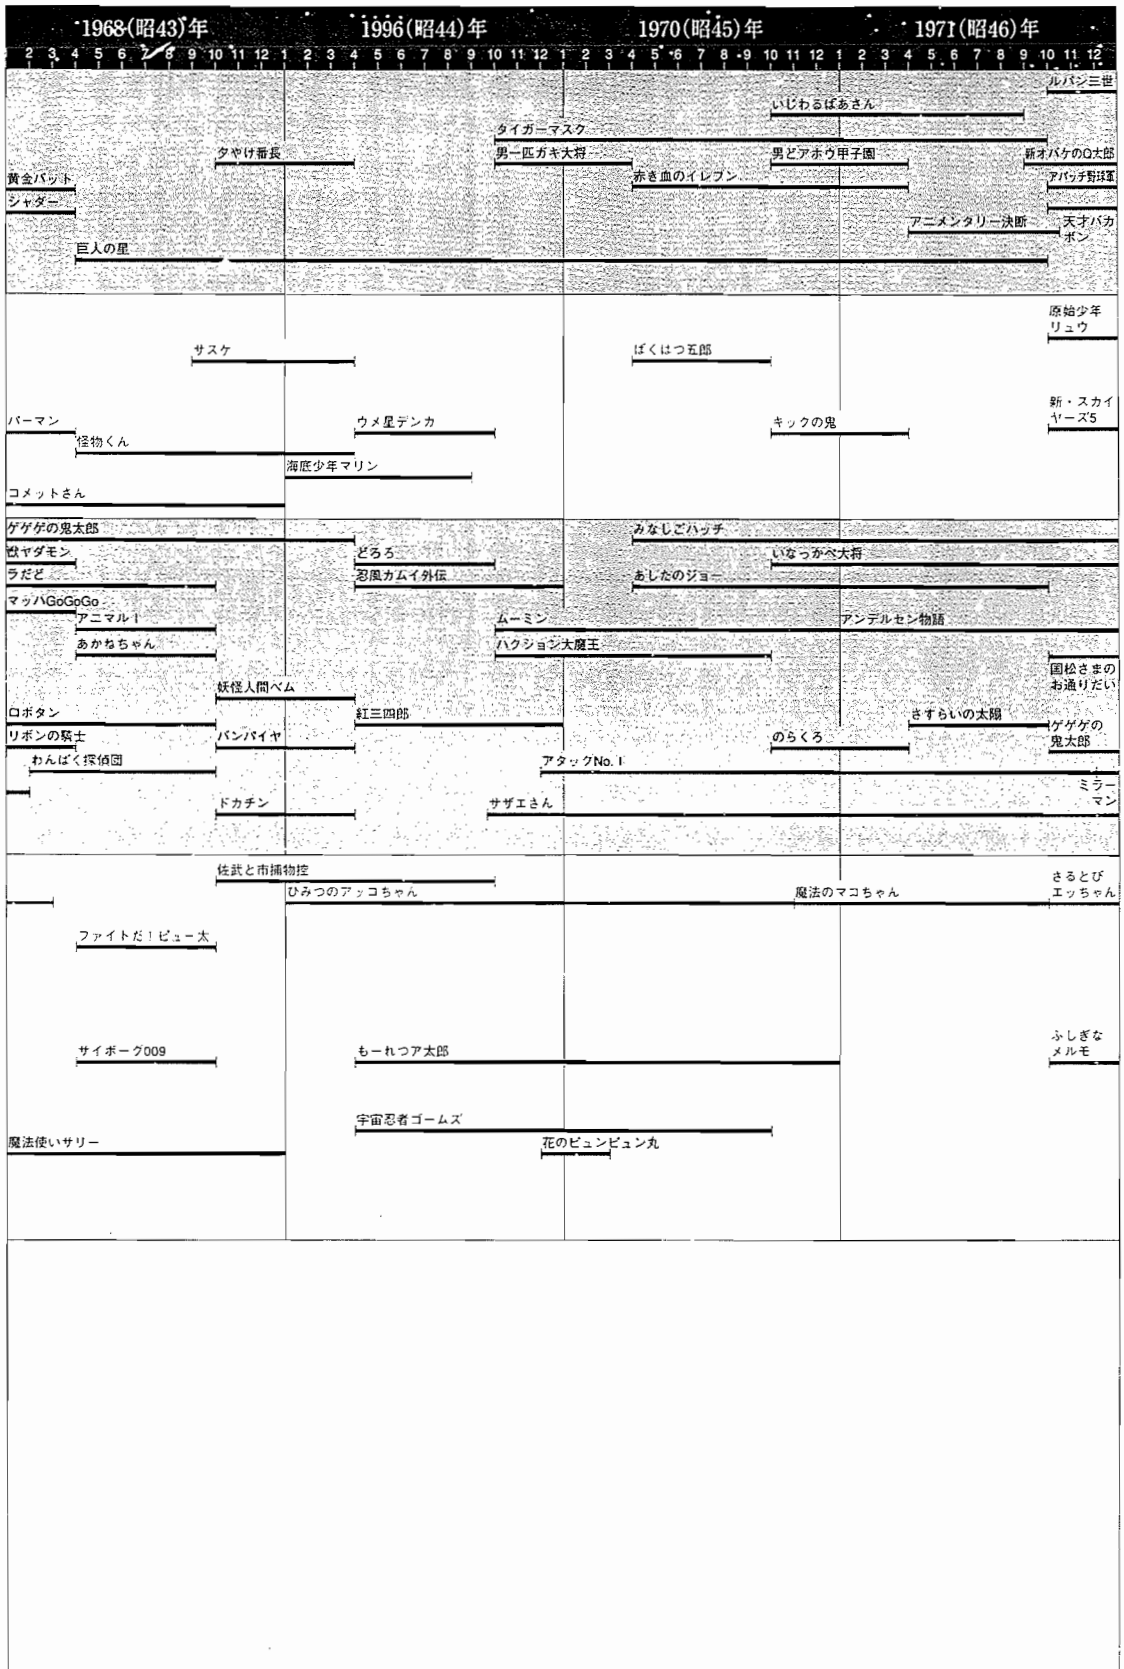 1968(昭43)年 1996(昭44)年 1970(昭45)年 1971(昭46)年
2 3 4 5 6 7 8 9 10 11 12 1 2 3 4 5 6 7 8 9 10 11 12 1 2 3 4 5 6 7 8 9 10 11 12 1 2 3 4 5 6 7 8 9 10 11 12
ルパン三世
いじわるばあさん
タイガーマスク
夕やけ番長 男一匹ガキ大将 男どアホウ甲子園 新オバケのQ太郎
黄金バット 赤き血のイレブン アパッチ野球軍
シャダー
アニメンタリー決断 天才バカ
ボン
巨人の星
原始少年
リュウ
サスケ ばくはつ五郎
新・スカイ
ヤーズ5
パーマン ウメ星デンカ キックの鬼
怪物くん
海底少年マリン
コメットさん
ゲゲゲの鬼太郎 みなしごハッチ
獣ヤダモン どろろ いなかっぺ大将
ラだど 忍風カムイ外伝 あしたのジョー
マッハGoGoGo
アニマル1 ムーミン アンデルセン物語
あかねちゃん ハクション大魔王
国松さまの
お通りだい
妖怪人間ベム
ロボタン 紅三四郎 さすらいの太陽
リボンの騎士 バンパイヤ のらくろ
ゲゲゲの
鬼太郎
わんぱく探偵団 アタックNo.1
ミラー
マン
ドカチン サザエさん
佐武と市捕物控
ひみつのアッコちゃん 魔法のマコちゃん
さるとび
エッちゃん
ファイトだ!ピュー太
サイボーグ009 もーれつア太郎
ふしぎな
メルモ
宇宙忍者ゴームズ
魔法使いサリー 花のピュンピュン丸